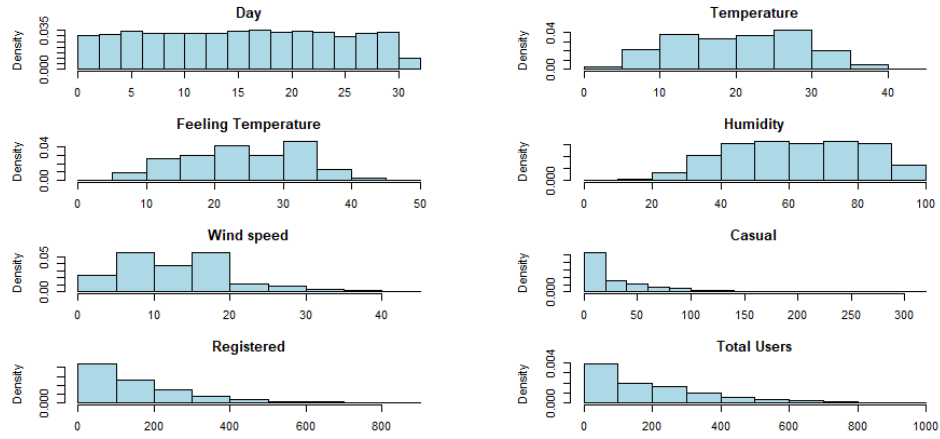 Day
Density
0.000 0.035
0 5 10 15 20 25 30
Temperature
Density
0.00 0.04
0 10 20 30 40
Feeling Temperature
Density
0.00 0.04
0 10 20 30 40 50
Humidity
Density
0.000
0 20 40 60 80 100
Wind speed
Density
0.00 0.05
0 10 20 30 40
Casual
Density
0.000
0 50 100 150 200 250 300
Registered
Density
0.000
0 200 400 600 800
Total Users
Density
0.000 0.004
0 200 400 600 800 1000